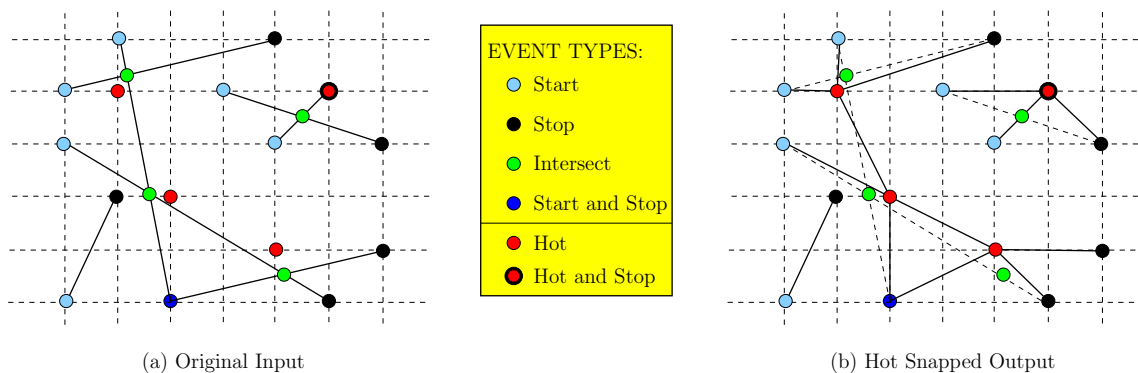 EVENT TYPES:
Start
Stop
Intersect
Start and Stop
Hot
Hot and Stop
(a) Original Input
(b) Hot Snapped Output